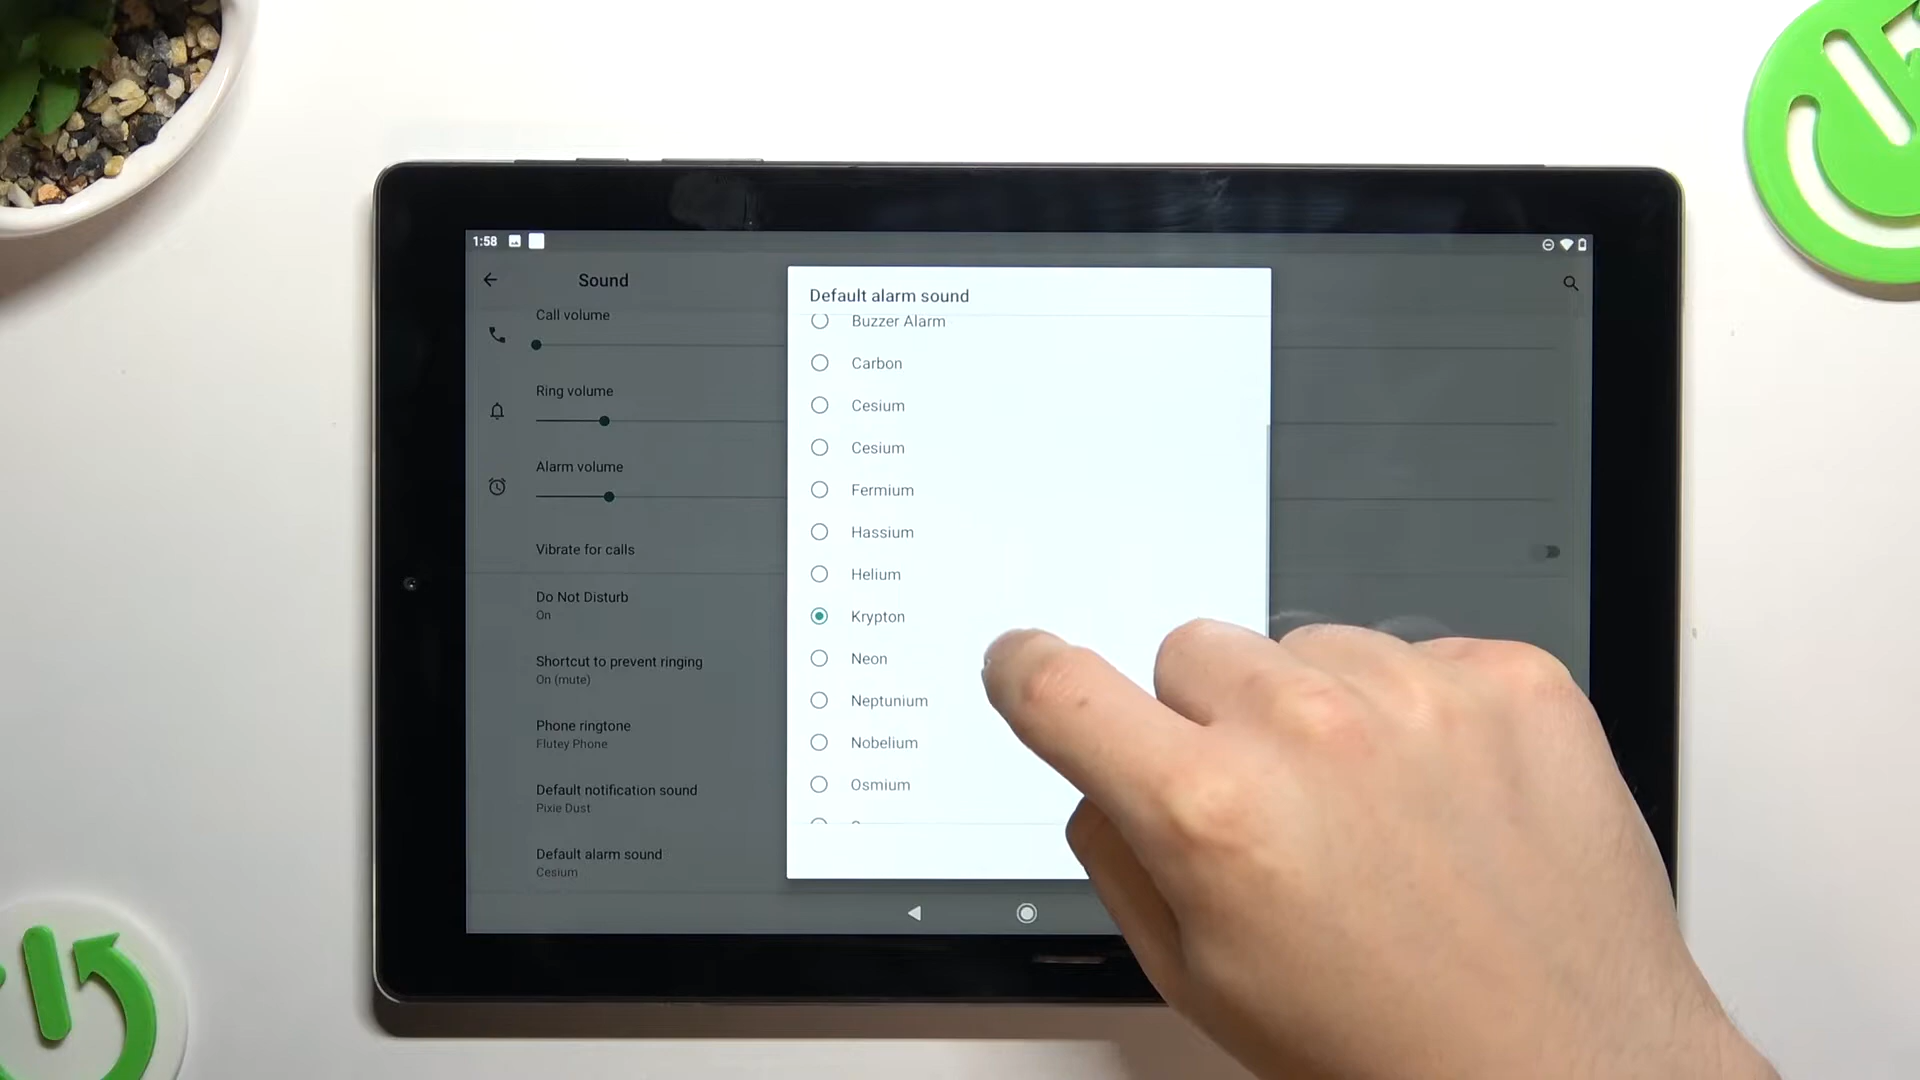 1:58
Sound
Call volume
Ring volume
Alarm volume
Vibrate for calls
Do Not Disturb
On
Shortcut to prevent ringing
On (mute)
Phone ringtone
Flutey Phone
Default notification sound
Pixie Dust
Default alarm sound
Cesium
Default alarm sound
Buzzer Alarm
Carbon
Cesium
Cesium
Fermium
Hassium
Helium
Krypton
Neon
Neptunium
Nobelium
Osmium